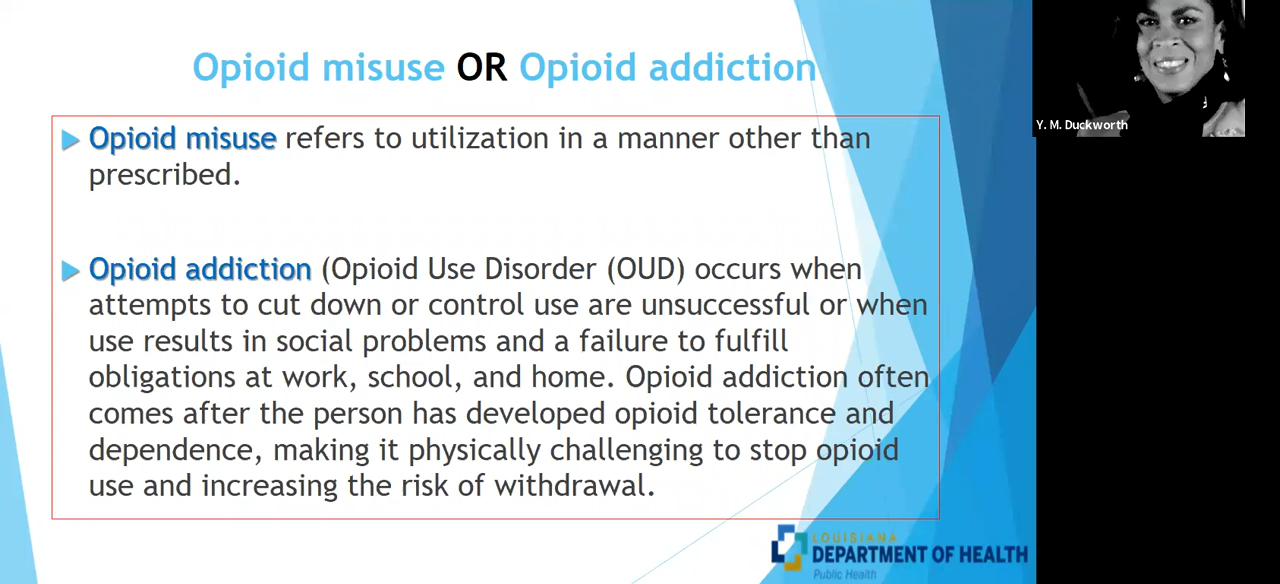 Opioid misuse OR Opioid addiction
Opioid misuse refers to utilization in a manner other than
prescribed.
Opioid addiction (Opioid Use Disorder (OUD) occurs when
attempts to cut down or control use are unsuccessful or when
use results in social problems and a failure to fulfill
obligations at work, school, and home. Opioid addiction often
comes after the person has developed opioid tolerance and
dependence, making it physically challenging to stop opioid
use and increasing the risk of withdrawal.
LOUISIANA
DEPARTMENT OF HEALTH
Public Health
Y. M. Duckworth